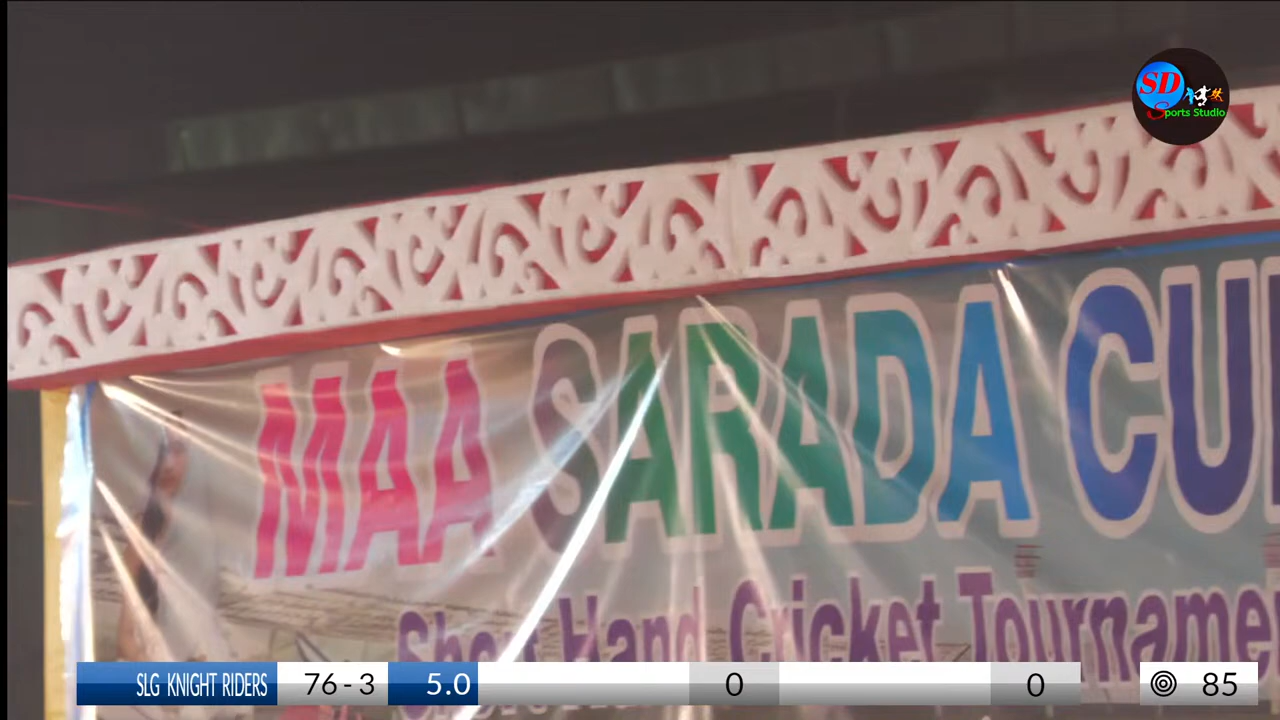 SD
Sports Studio
MAA SARADA CU
Short Hand Cricket Tourname
SLG KNIGHT RIDERS 76 - 3 5.0 0 0 85